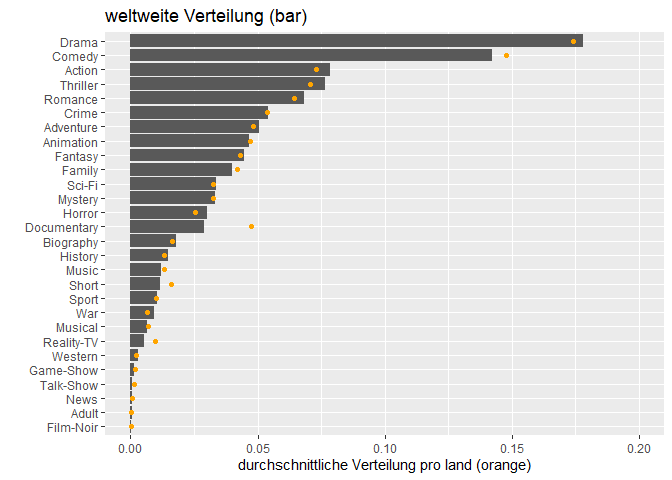 weltweite Verteilung (bar)
Drama
Comedy
Action
Thriller
Romance
Crime
Adventure
Animation
Fantasy
Family
Sci-Fi
Mystery
Horror
Documentary
Biography
History
Music
Short
Sport
War
Musical
Reality-TV
Western
Game-Show
Talk-Show
News
Adult
Film-Noir
0.00 0.05 0.10 0.15 0.20
durchschnittliche Verteilung pro land (orange)